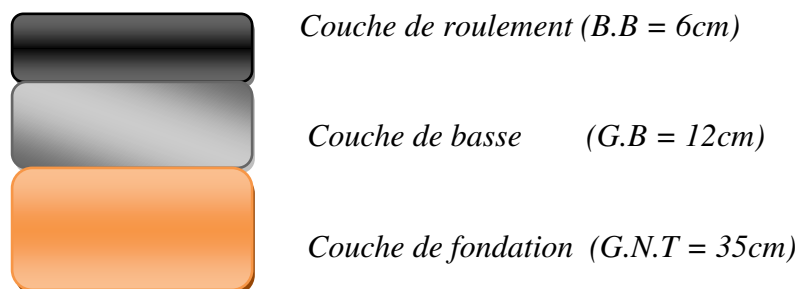 Couche de roulement (B.B = 6cm)
Couche de basse (G.B = 12cm)
Couche de fondation (G.N.T = 35cm)